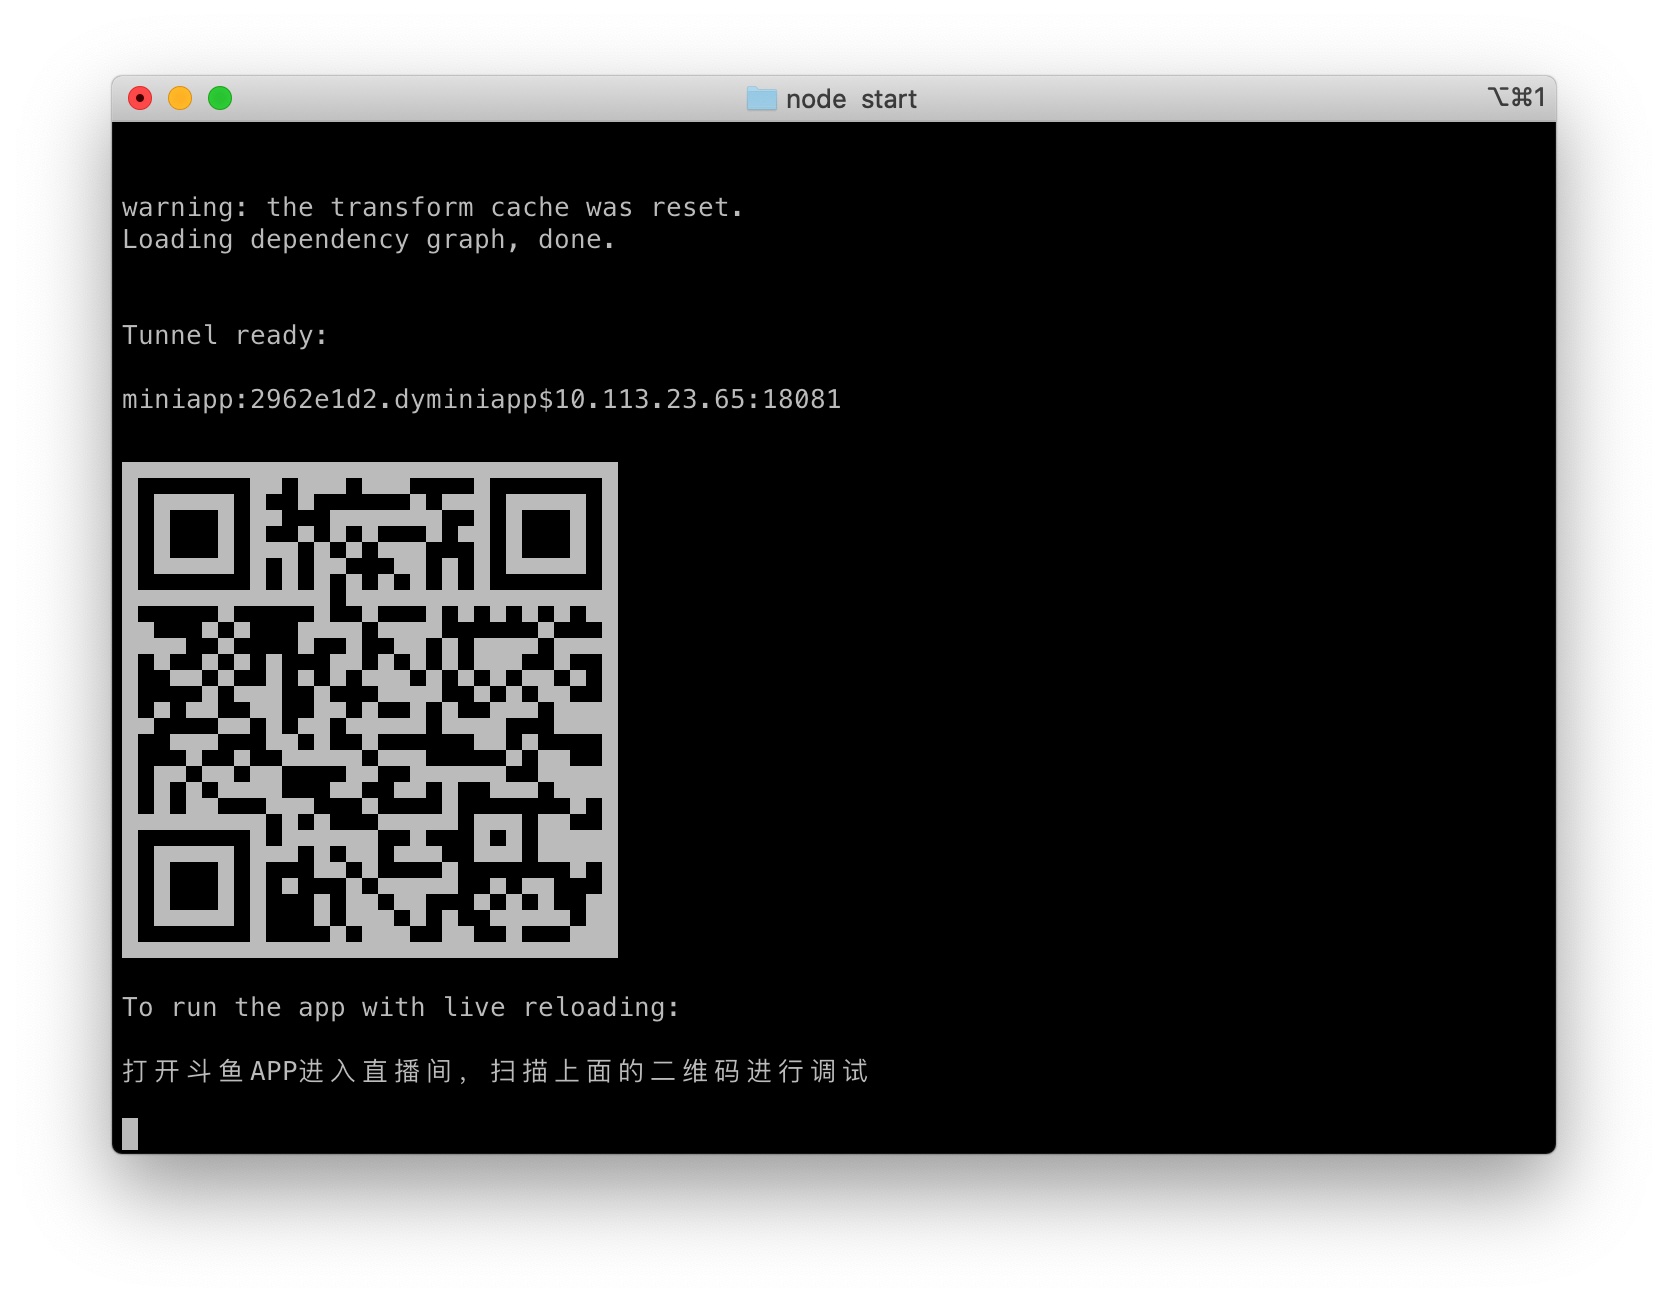 node start
⌥⌘1
warning: the transform cache was reset.
Loading dependency graph, done.
Tunnel ready:
miniapp:2962e1d2.dyminiapp$10.113.23.65:18081
To run the app with live reloading:
打开斗鱼APP进入直播间，扫描上面的二维码进行调试